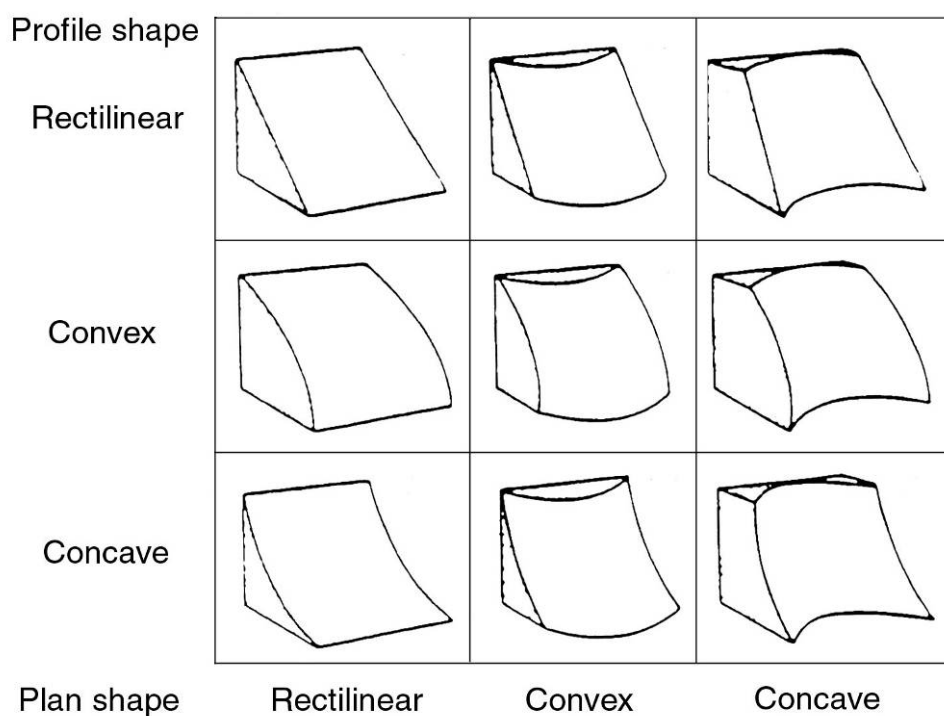 Profile shape
Rectilinear
Convex
Concave
Plan shape Rectilinear Convex Concave